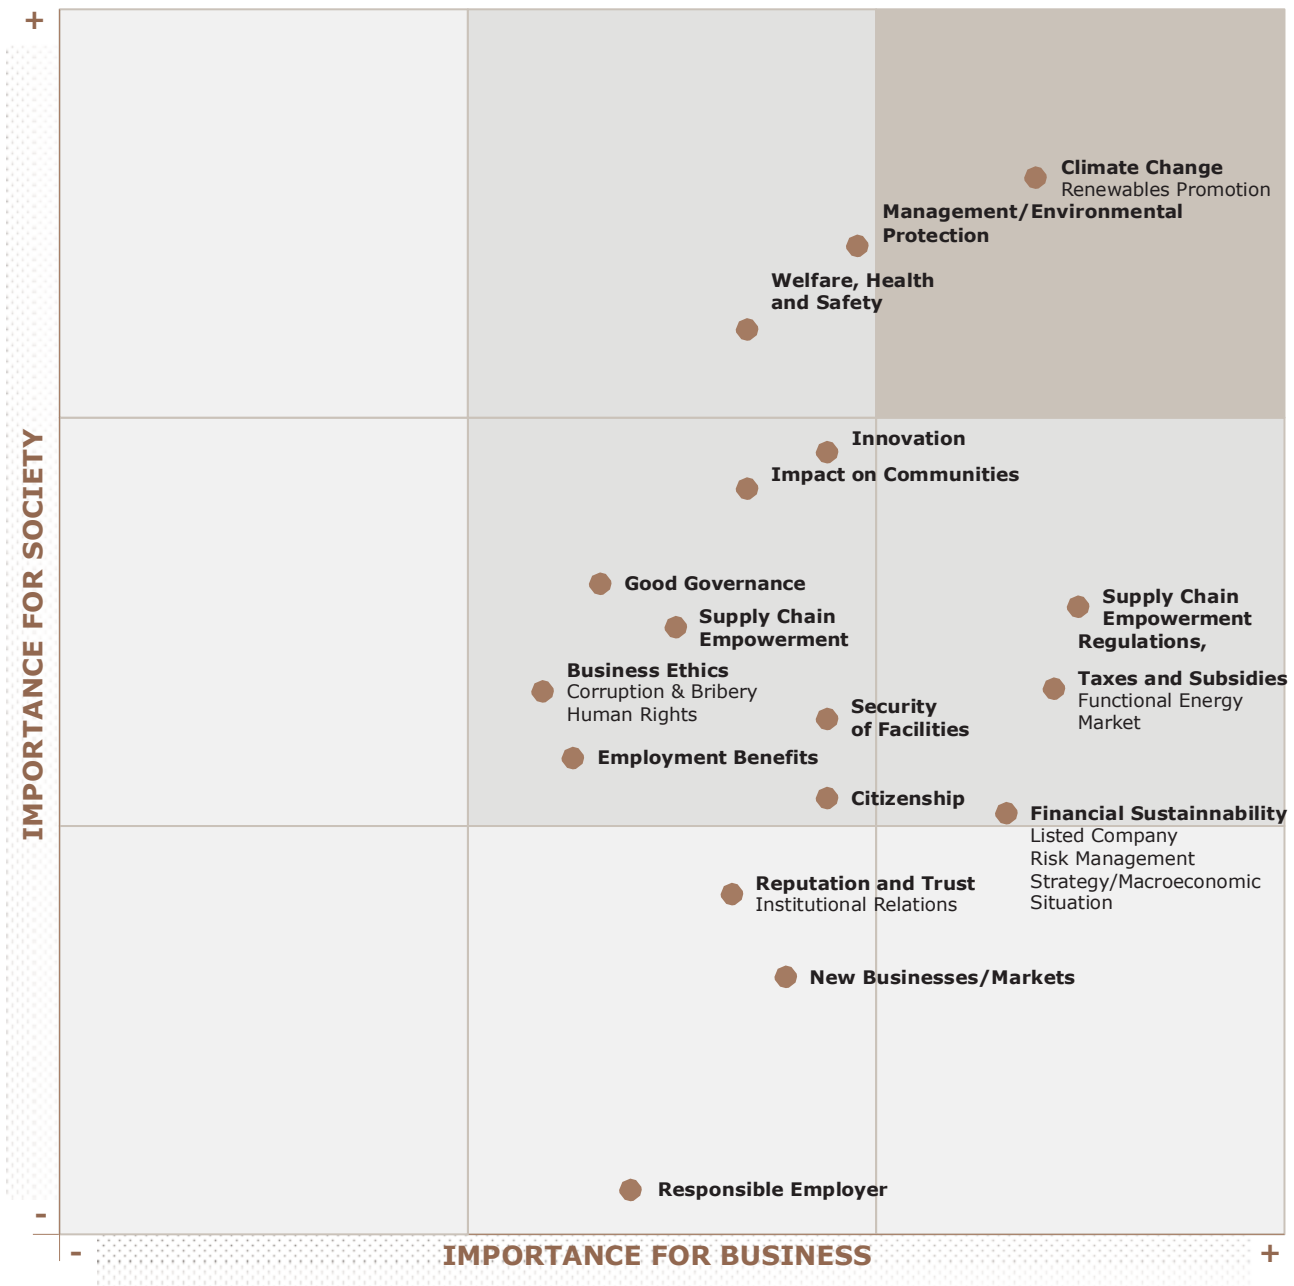 +
Climate Change
Renewables Promotion
Management/Environmental
Protection
Welfare, Health
and Safety
Innovation
Impact on Communities
Good Governance
Supply Chain
Empowerment
Supply Chain
Empowerment
Regulations,
Business Ethics
Corruption & Bribery
Human Rights
Taxes and Subsidies
Functional Energy
Market
Security
of Facilities
Employment Benefits
Citizenship
Financial Sustainnability
Listed Company
Risk Management
Strategy/Macroeconomic
Situation
Reputation and Trust
Institutional Relations
New Businesses/Markets
Responsible Employer
IMPORTANCE FOR SOCIETY
-
-
IMPORTANCE FOR BUSINESS
+